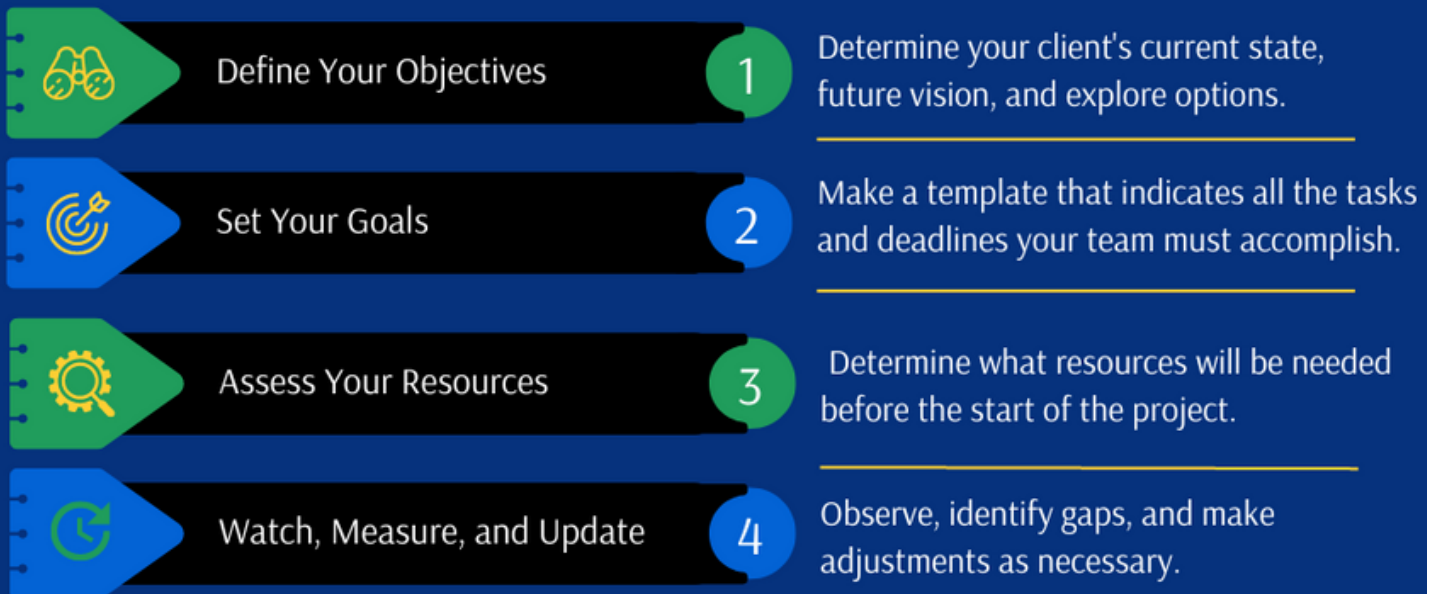 Define Your Objectives
1
Determine your client's current state,
future vision, and explore options.
Set Your Goals
2
Make a template that indicates all the tasks
and deadlines your team must accomplish.
Assess Your Resources
3
Determine what resources will be needed
before the start of the project.
Watch, Measure, and Update
4
Observe, identify gaps, and make
adjustments as necessary.